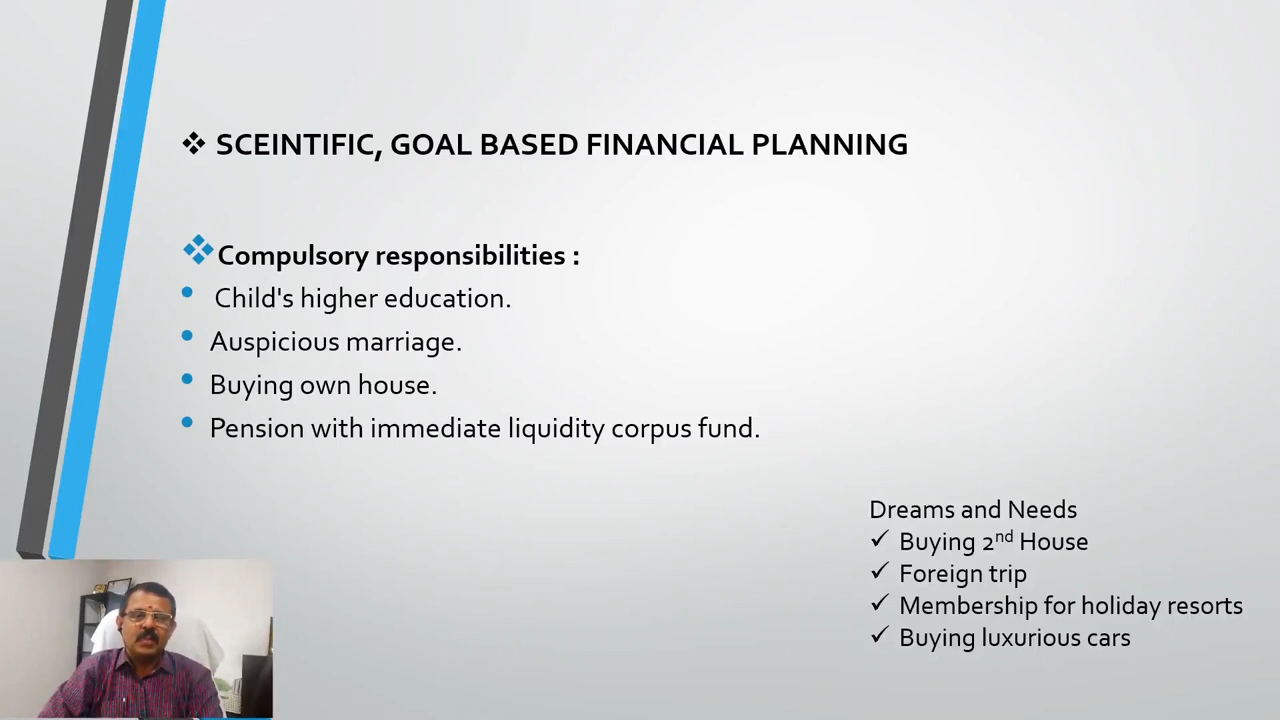 ❖ SCEINTIFIC, GOAL BASED FINANCIAL PLANNING
❖Compulsory responsibilities :
• Child's higher education.
• Auspicious marriage.
• Buying own house.
• Pension with immediate liquidity corpus fund.
Dreams and Needs
✓ Buying 2nd House
✓ Foreign trip
✓ Membership for holiday resorts
✓ Buying luxurious cars